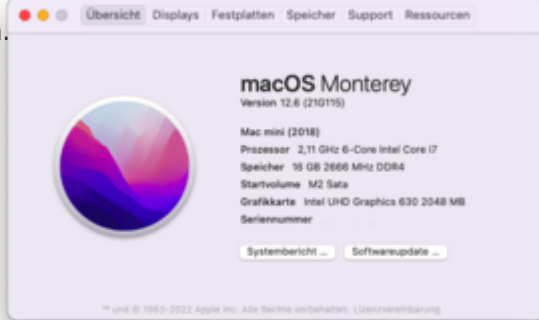 Übersicht Displays Festplatten Speicher Support Ressourcen
macOS Monterey
Version 12.6 (21G115)
Mac mini (2018)
Prozessor 2,11 GHz 6-Core Intel Core i7
Speicher 16 GB 2666 MHz DDR4
Startvolume M2 Sata
Grafikkarte Intel UHD Graphics 630 2048 MB
Seriennummer
Systembericht ... Softwareupdate ...
™ und © 1983-2022 Apple Inc. Alle Rechte vorbehalten. Lizenzvereinbarung